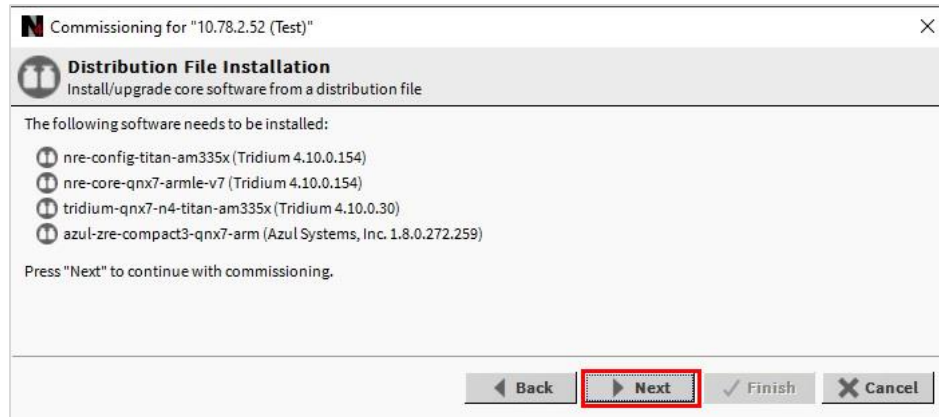 Commissioning for "10.78.2.52 (Test)"
Distribution File Installation
Install/upgrade core software from a distribution file
The following software needs to be installed:
nre-config-titan-am335x (Tridium 4.10.0.154)
nre-core-qnx7-armle-v7 (Tridium 4.10.0.154)
tridium-qnx7-n4-titan-am335x (Tridium 4.10.0.30)
azul-zre-compact3-qnx7-arm (Azul Systems, Inc. 1.8.0.272.259)
Press "Next" to continue with commissioning.
Back Next Finish Cancel